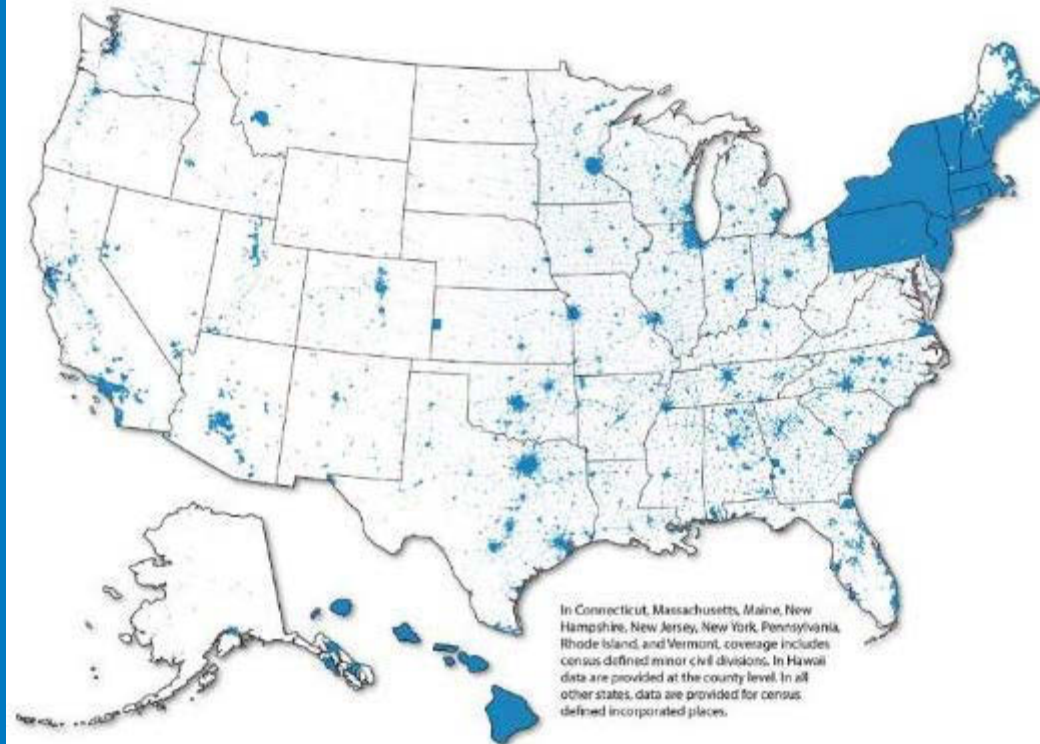 In Connecticut, Massachusetts, Maine, New
Hampshire, New Jersey, New York, Pennsylvania,
Rhode Island, and Vermont, coverage includes
census defined minor civil divisions. In Hawaii
data are provided at the county level. In all
other states, data are provided for census
defined incorporated places.